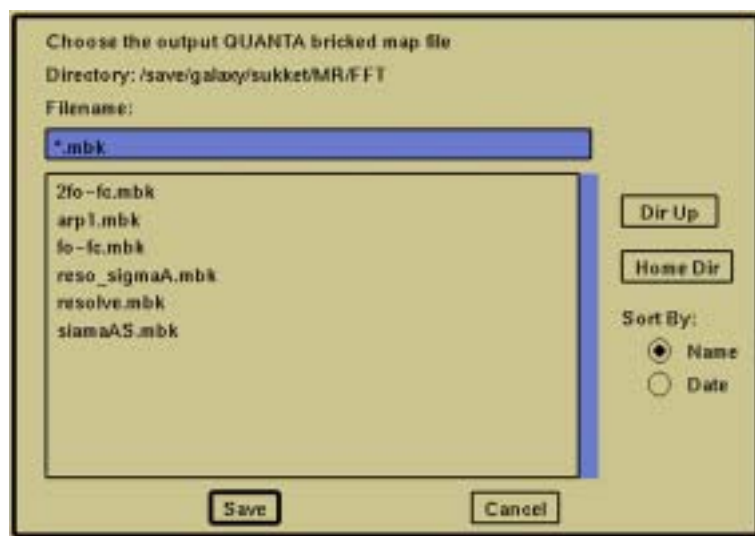 Choose the output QUANTA bricked map file
Directory: /save/galaxy/sukket/MR/FFT
Filename:
*.mbk
2fo-fc.mbk
arp1.mbk
fo-fc.mbk
reso_sigmaA.mbk
resolve.mbk
siamaAS.mbk
Dir Up
Home Dir
Sort By:
Name
Date
Save
Cancel